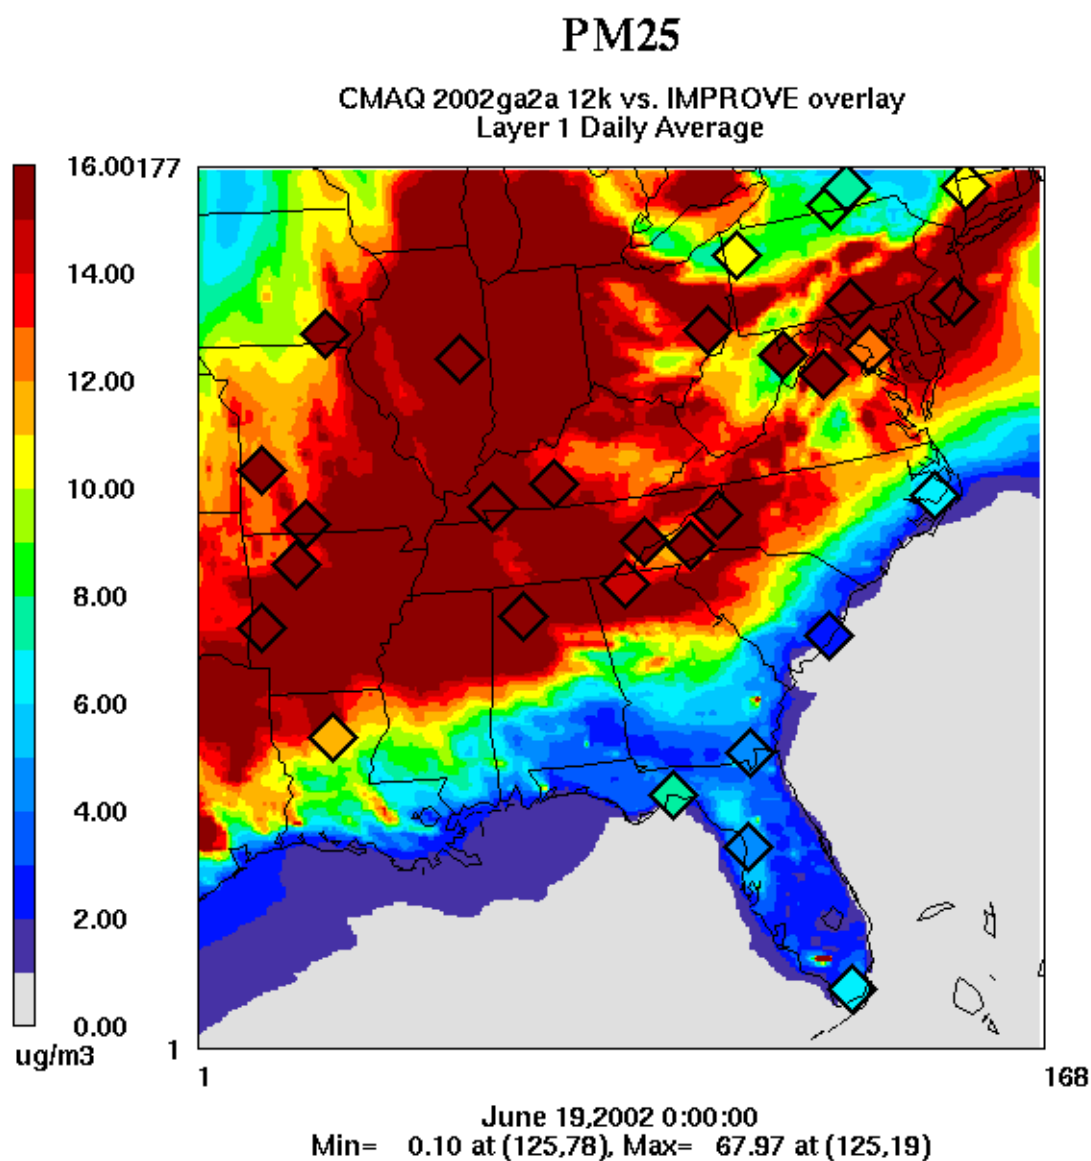 PM25
CMAQ 2002ga2a 12k vs. IMPROVE overlay
Layer 1 Daily Average
16.00
177
14.00
12.00
10.00
8.00
6.00
4.00
2.00
0.00
ug/m3
1
1
168
June 19,2002 0:00:00
Min= 0.10 at (125,78), Max= 67.97 at (125,19)